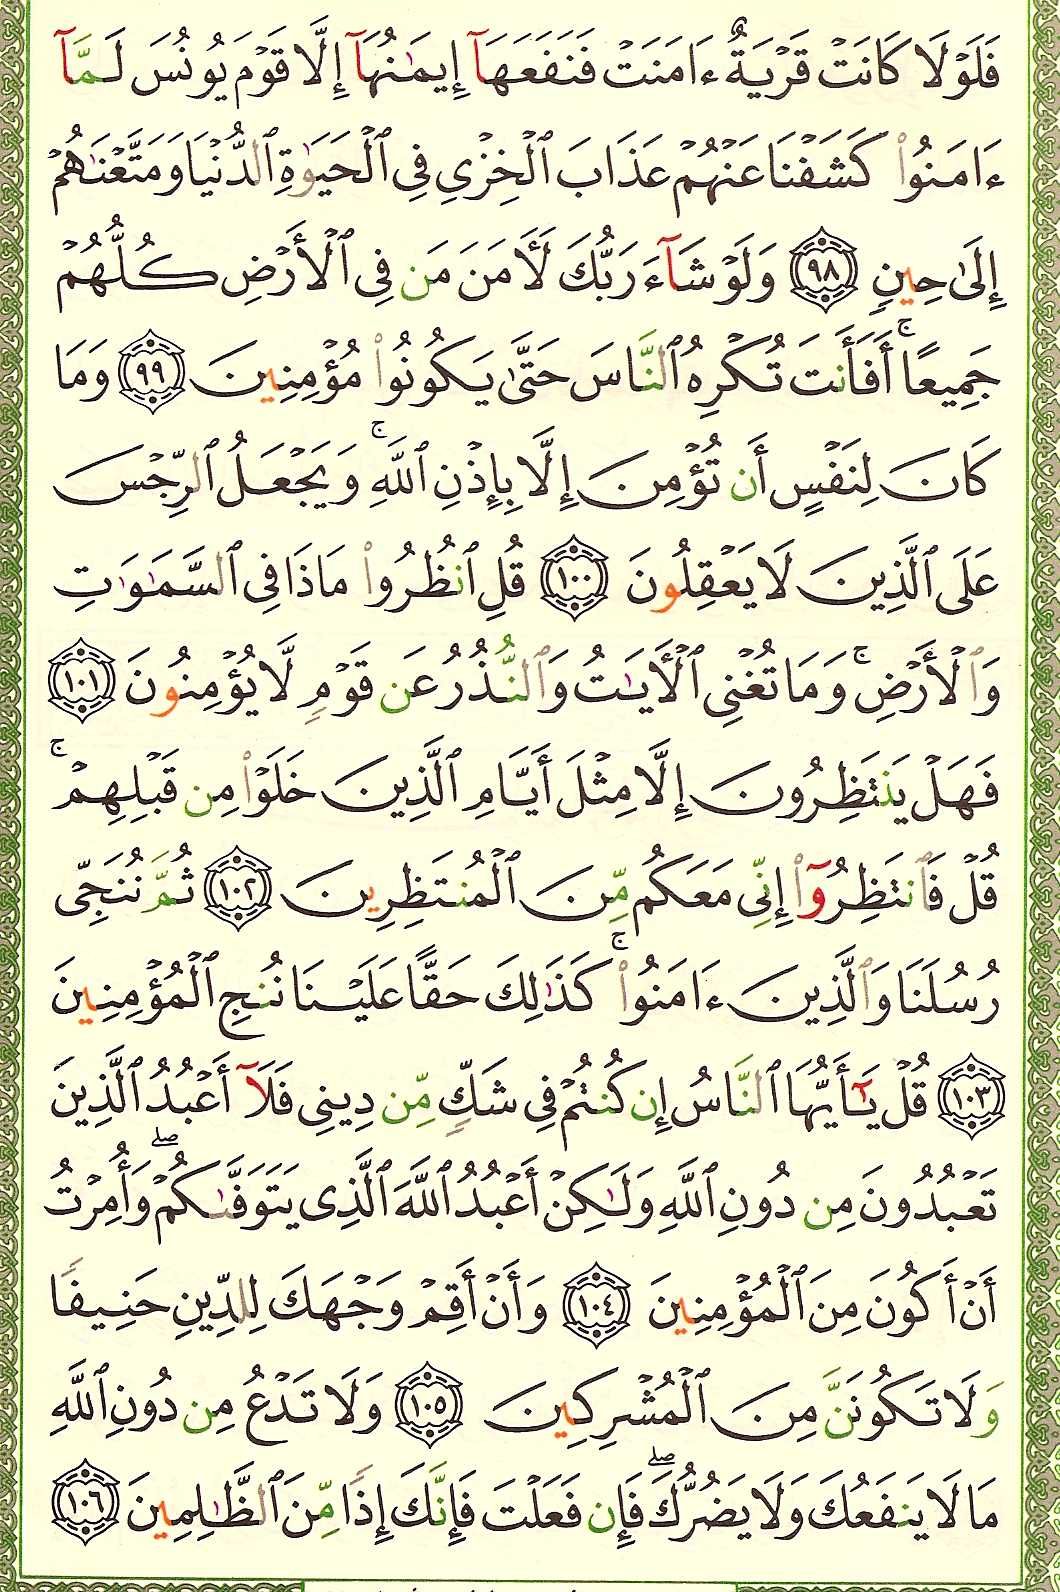 فَلَوْلَا كَانَتْ قَرْيَةٌ ءَامَنَتْ فَنَفَعَهَآ إِيمَٰنُهَآ إِلَّا قَوْمَ يُونُسَ لَمَّآ
ءَامَنُوا۟ كَشَفْنَا عَنْهُمْ عَذَابَ ٱلْخِزْىِ فِى ٱلْحَيَوٰةِ ٱلدُّنْيَا وَمَتَّعْنَٰهُمْ
إِلَىٰ حِينٍ ٩٨ وَلَوْ شَآءَ رَبُّكَ لَءَامَنَ مَن فِى ٱلْأَرْضِ كُلُّهُمْ
جَمِيعًا ۚ أَفَأَنتَ تُكْرِهُ ٱلنَّاسَ حَتَّىٰ يَكُونُوا۟ مُؤْمِنِينَ ٩٩ وَمَا
كَانَ لِنَفْسٍ أَن تُؤْمِنَ إِلَّا بِإِذْنِ ٱللَّهِ ۚ وَيَجْعَلُ ٱلرِّجْسَ
عَلَى ٱلَّذِينَ لَا يَعْقِلُونَ ١٠٠ قُلِ ٱنظُرُوا۟ مَاذَا فِى ٱلسَّمَٰوَٰتِ
وَٱلْأَرْضِ ۚ وَمَا تُغْنِى ٱلْءَايَٰتُ وَٱلنُّذُرُ عَن قَوْمٍ لَّا يُؤْمِنُونَ ١٠١
فَهَلْ يَنتَظِرُونَ إِلَّا مِثْلَ أَيَّامِ ٱلَّذِينَ خَلَوْا۟ مِن قَبْلِهِمْ ۚ
قُلْ فَٱنتَظِرُوٓا۟ إِنِّى مَعَكُم مِّنَ ٱلْمُنتَظِرِينَ ١٠٢ ثُمَّ نُنَجِّى
رُسُلَنَا وَٱلَّذِينَ ءَامَنُوا۟ ۚ كَذَٰلِكَ حَقًّا عَلَيْنَا نُنجِ ٱلْمُؤْمِنِينَ
١٠٣ قُلْ يَٰٓأَيُّهَا ٱلنَّاسُ إِن كُنتُمْ فِى شَكٍّ مِّن دِينِى فَلَآ أَعْبُدُ ٱلَّذِينَ
تَعْبُدُونَ مِن دُونِ ٱللَّهِ وَلَٰكِنْ أَعْبُدُ ٱللَّهَ ٱلَّذِى يَتَوَفَّىٰكُمْ ۖ وَأُمِرْتُ
أَنْ أَكُونَ مِنَ ٱلْمُؤْمِنِينَ ١٠٤ وَأَنْ أَقِمْ وَجْهَكَ لِلدِّينِ حَنِيفًا
وَلَا تَكُونَنَّ مِنَ ٱلْمُشْرِكِينَ ١٠٥ وَلَا تَدْعُ مِن دُونِ ٱللَّهِ
مَا لَا يَنفَعُكَ وَلَا يَضُرُّكَ ۖ فَإِن فَعَلْتَ فَإِنَّكَ إِذًا مِّنَ ٱلظَّٰلِمِينَ ١٠٦